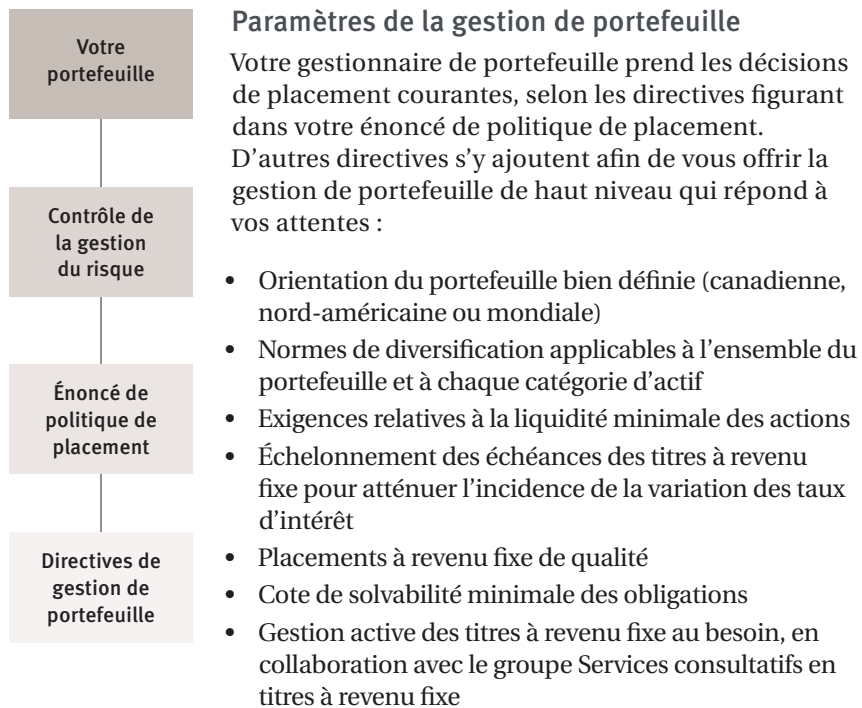 Votre
portefeuille
Contrôle de
la gestion
du risque
Énoncé de
politique de
placement
Directives de
gestion de
portefeuille
Paramètres de la gestion de portefeuille
Votre gestionnaire de portefeuille prend les décisions
de placement courantes, selon les directives figurant
dans votre énoncé de politique de placement.
D’autres directives s’y ajoutent afin de vous offrir la
gestion de portefeuille de haut niveau qui répond à
vos attentes :
• Orientation du portefeuille bien définie (canadienne,
nord-américaine ou mondiale)
• Normes de diversification applicables à l’ensemble du
portefeuille et à chaque catégorie d’actif
• Exigences relatives à la liquidité minimale des actions
• Échelonnement des échéances des titres à revenu
fixe pour atténuer l’incidence de la variation des taux
d’intérêt
• Placements à revenu fixe de qualité
• Cote de solvabilité minimale des obligations
• Gestion active des titres à revenu fixe au besoin, en
collaboration avec le groupe Services consultatifs en
titres à revenu fixe